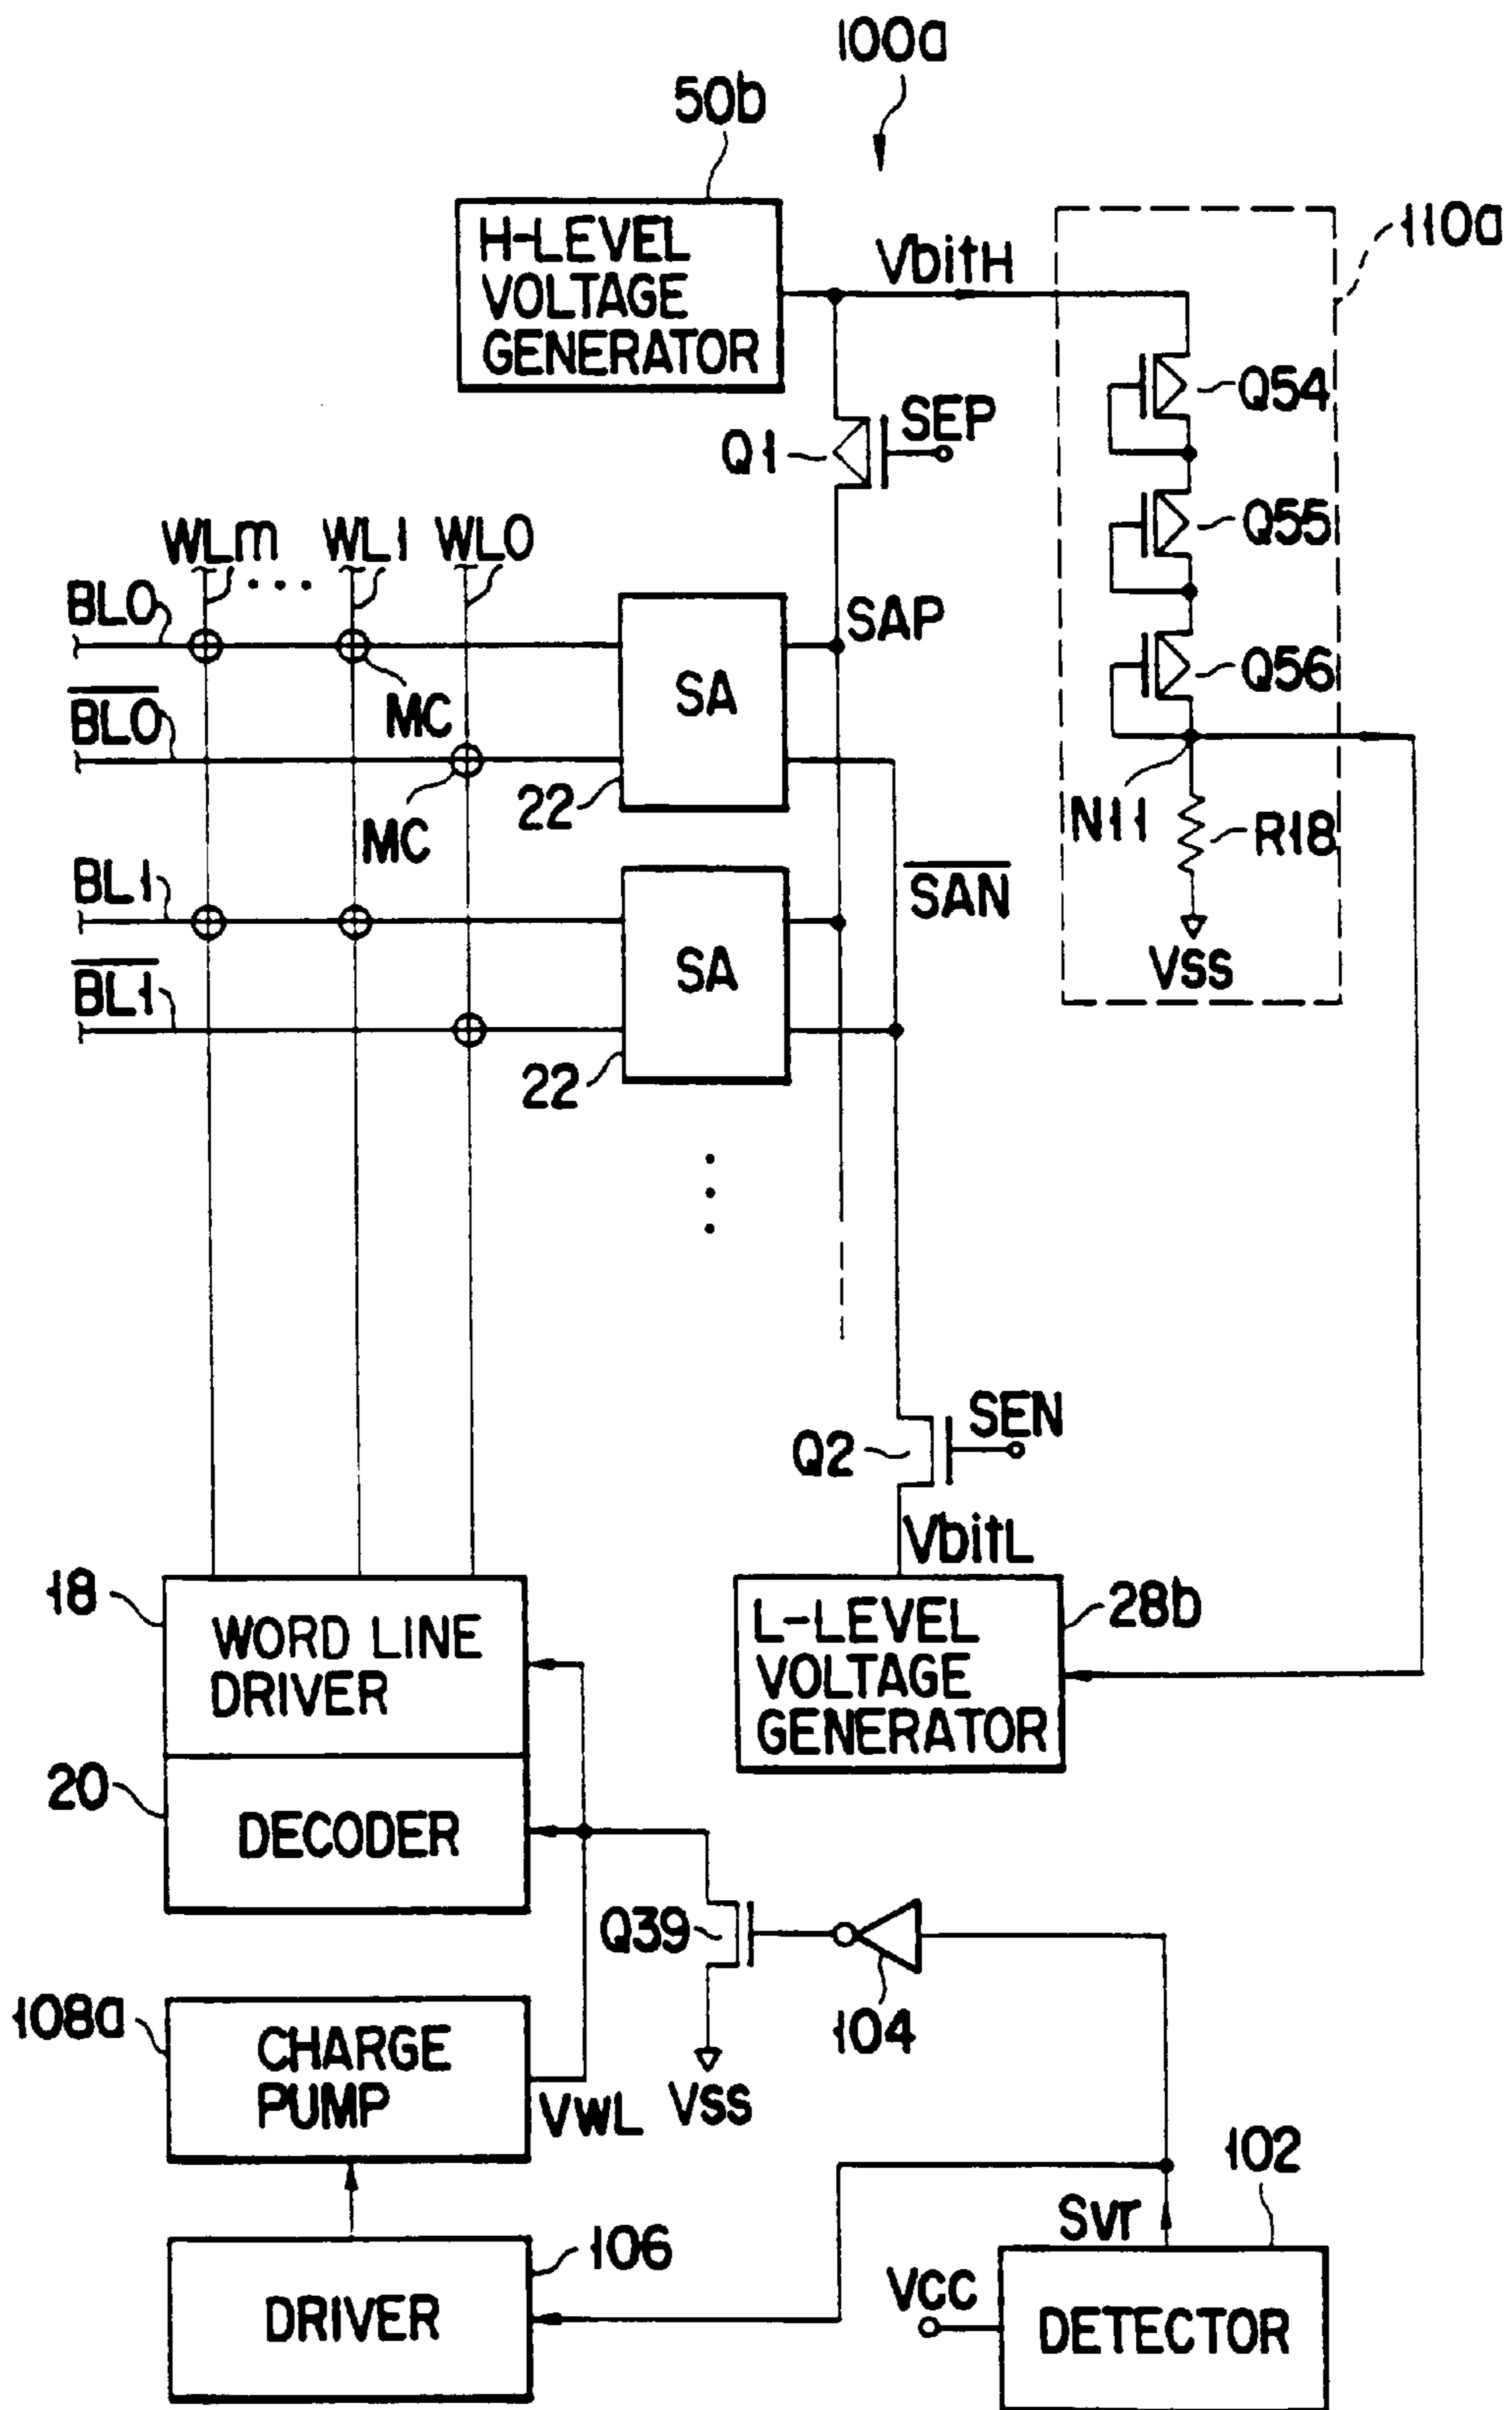 100a
50b
H-LEVEL
VOLTAGE
GENERATOR
VbitH
110a
Q54
Q1
SEP
Q55
WLm
...
WL1
WL0
BL0
SAP
SA
Q56
MC
BL0
22
N11
R18
MC
BL1
SAN
SA
VSS
BL1
22
SEN
Q2
VbitL
18
WORD LINE
DRIVER
28b
L-LEVEL
VOLTAGE
GENERATOR
20
DECODER
Q39
104
108a
CHARGE
PUMP
VWL
VSS
102
Svr
106
DRIVER
VCC
DETECTOR